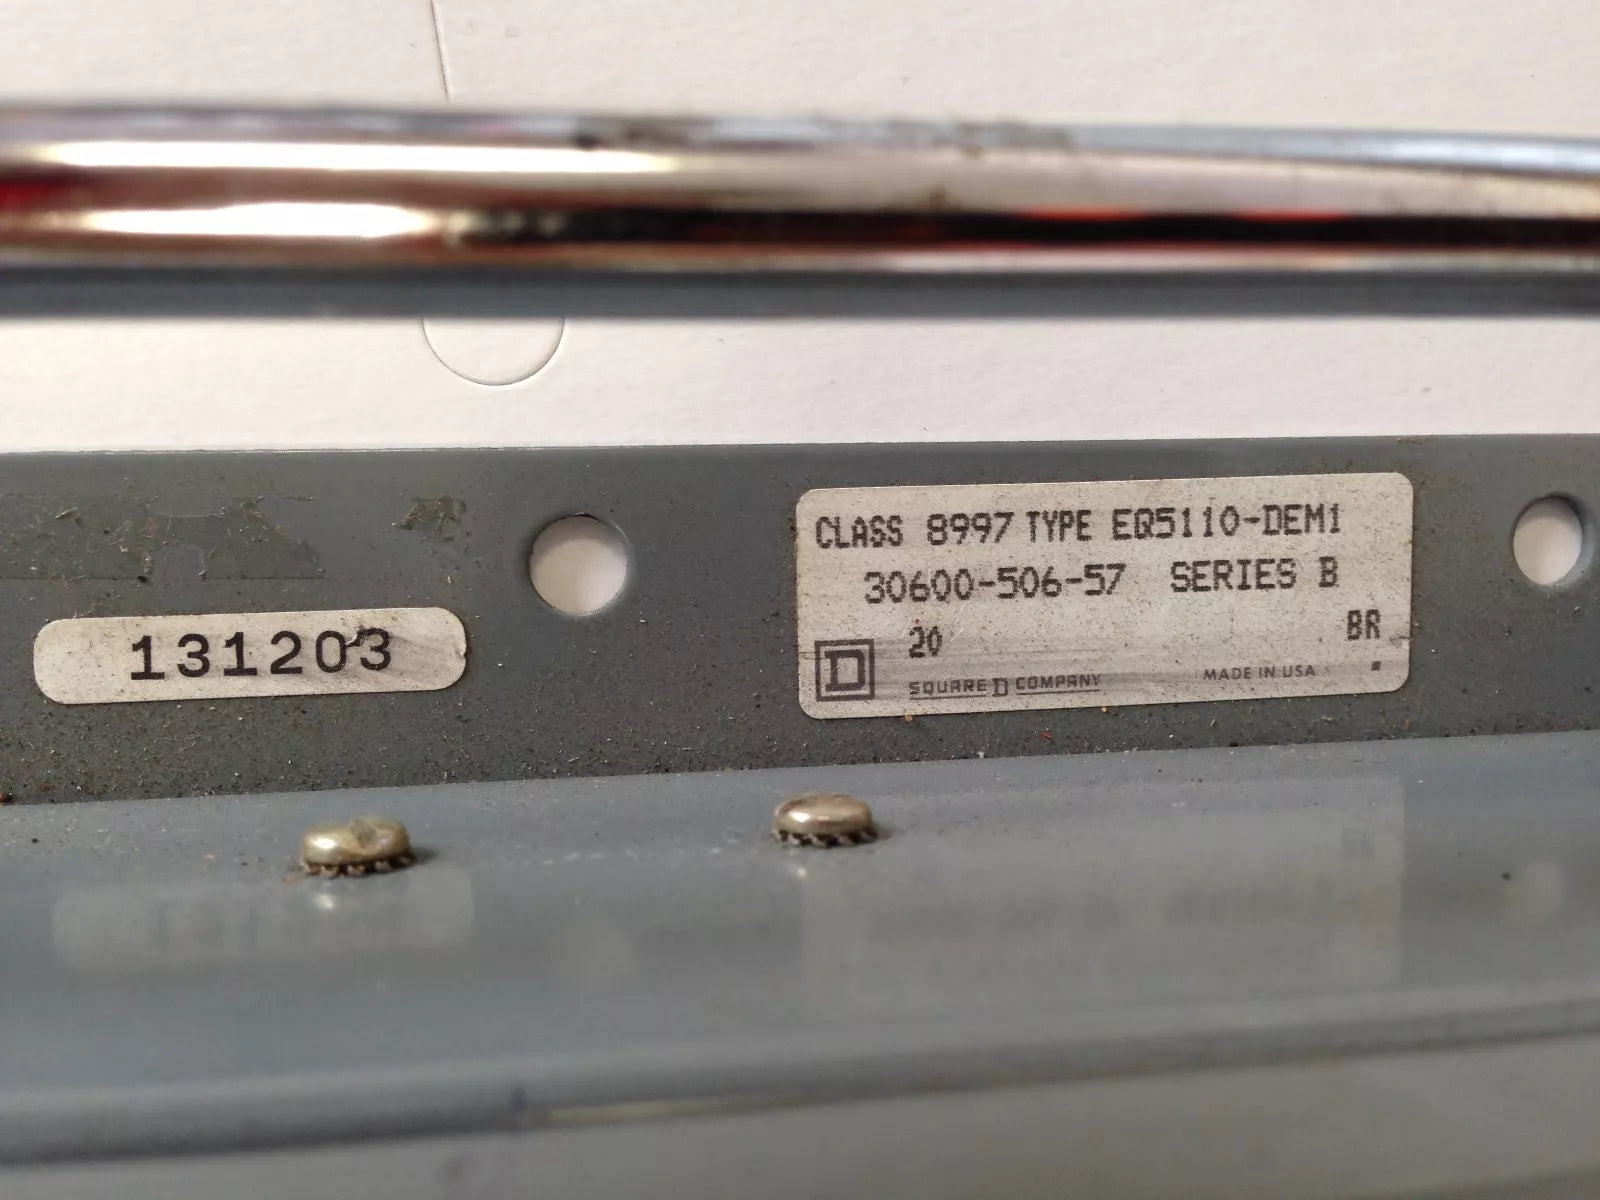 CLASS 8997 TYPE EQ5110-DEM1
30600-506-57 SERIES B
20 BR
D SQUARE D COMPANY MADE IN USA
131203